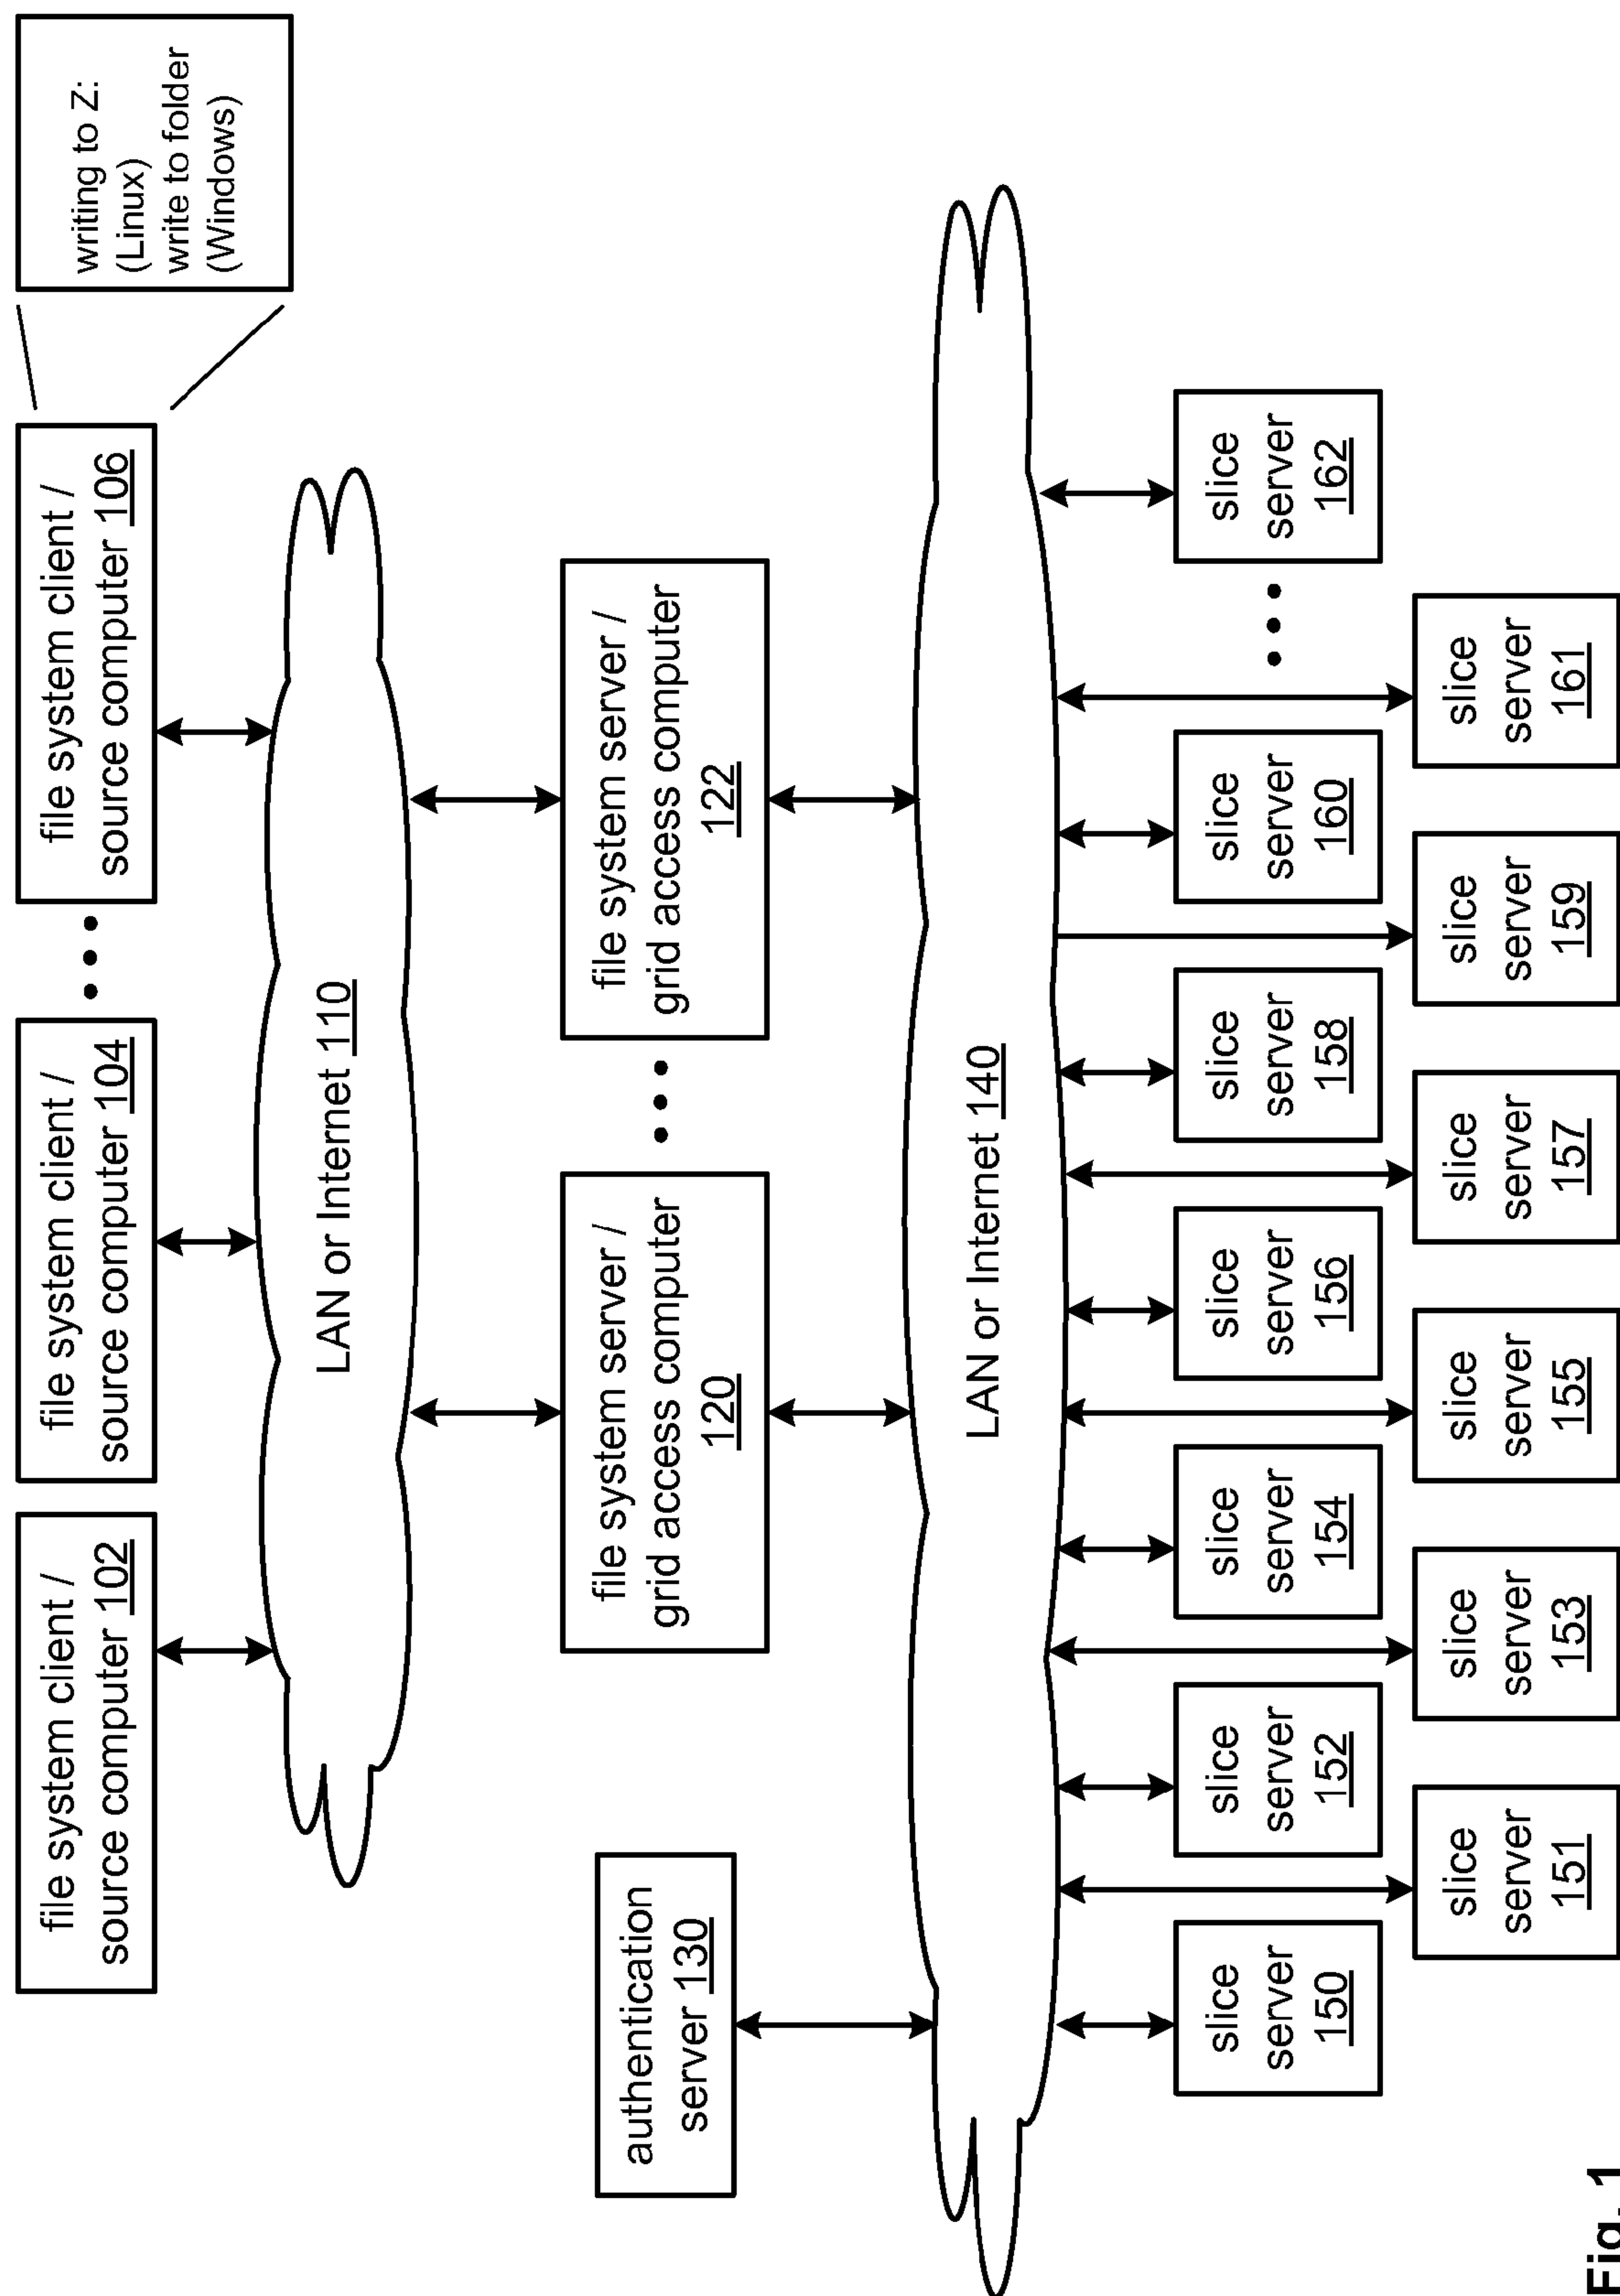 file system client /
source computer 102
file system client /
source computer 104
file system client /
source computer 106
writing to Z:
(Linux)
write to folder
(Windows)
LAN or Internet 110
authentication
server 130
file system server /
grid access computer
120
file system server /
grid access computer
122
LAN or Internet 140
slice
server
150
slice
server
151
slice
server
152
slice
server
153
slice
server
154
slice
server
155
slice
server
156
slice
server
157
slice
server
158
slice
server
159
slice
server
160
slice
server
161
slice
server
162
Fig. 1